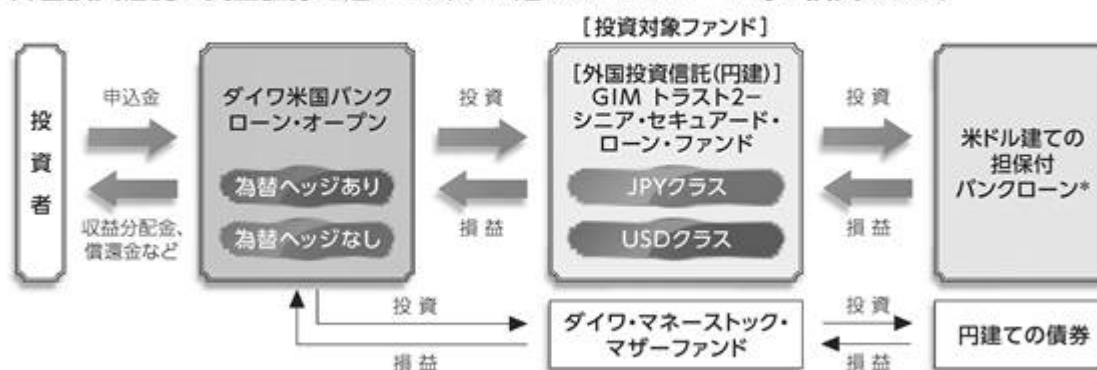 [投資対象ファンド]
投資者
申込金
収益分配金、
償還金など
ダイワ米国バンク
ローン・オープン
為替ヘッジあり
為替ヘッジなし
投資
損益
[外国投資信託(円建)]
GIM トラスト2－
シニア・セキュアード・
ローン・ファンド
JPYクラス
USDクラス
投資
損益
米ドル建ての
担保付
バンクローン*
投資
損益
ダイワ・マネーストック・
マザーファンド
投資
損益
円建ての債券